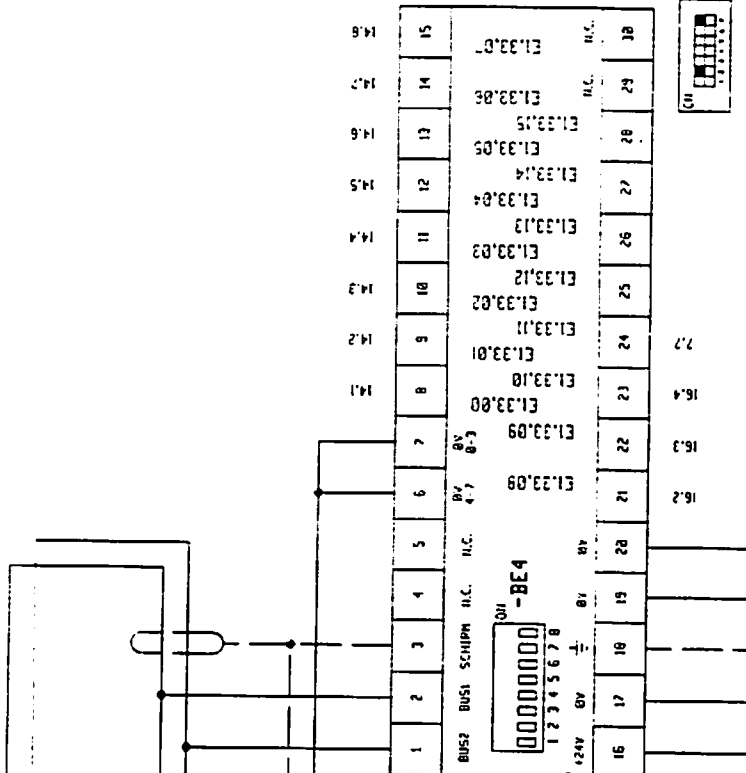 14.8 15 E1.33,0 N.C. 30
14.7 14 E1.33,06 N.C. 29
14.6 13 E1.33,15 28
E1.33,05
14.5 12 E1.33,14 27
E1.33,04
14.4 11 E1.33,13 26
E1.33,03
14.3 10 E1.33,12 25
E1.33,02
14.2 9 E1.33,11 24 7.7
E1.33,01
14.1 8 E1.33,10 23 16.4
E1.33,00
7 0V 0-3 E1.33,09 22 16.3
6 0V 4-7 E1.33,09 21 16.2
5 N.C. 20
4 N.C. -BE4 0V 19
3 SCHIRM ON 18
2 BUS1 1 2 3 4 5 6 7 8 0V 17
1 BUS2 +24V 16
ON